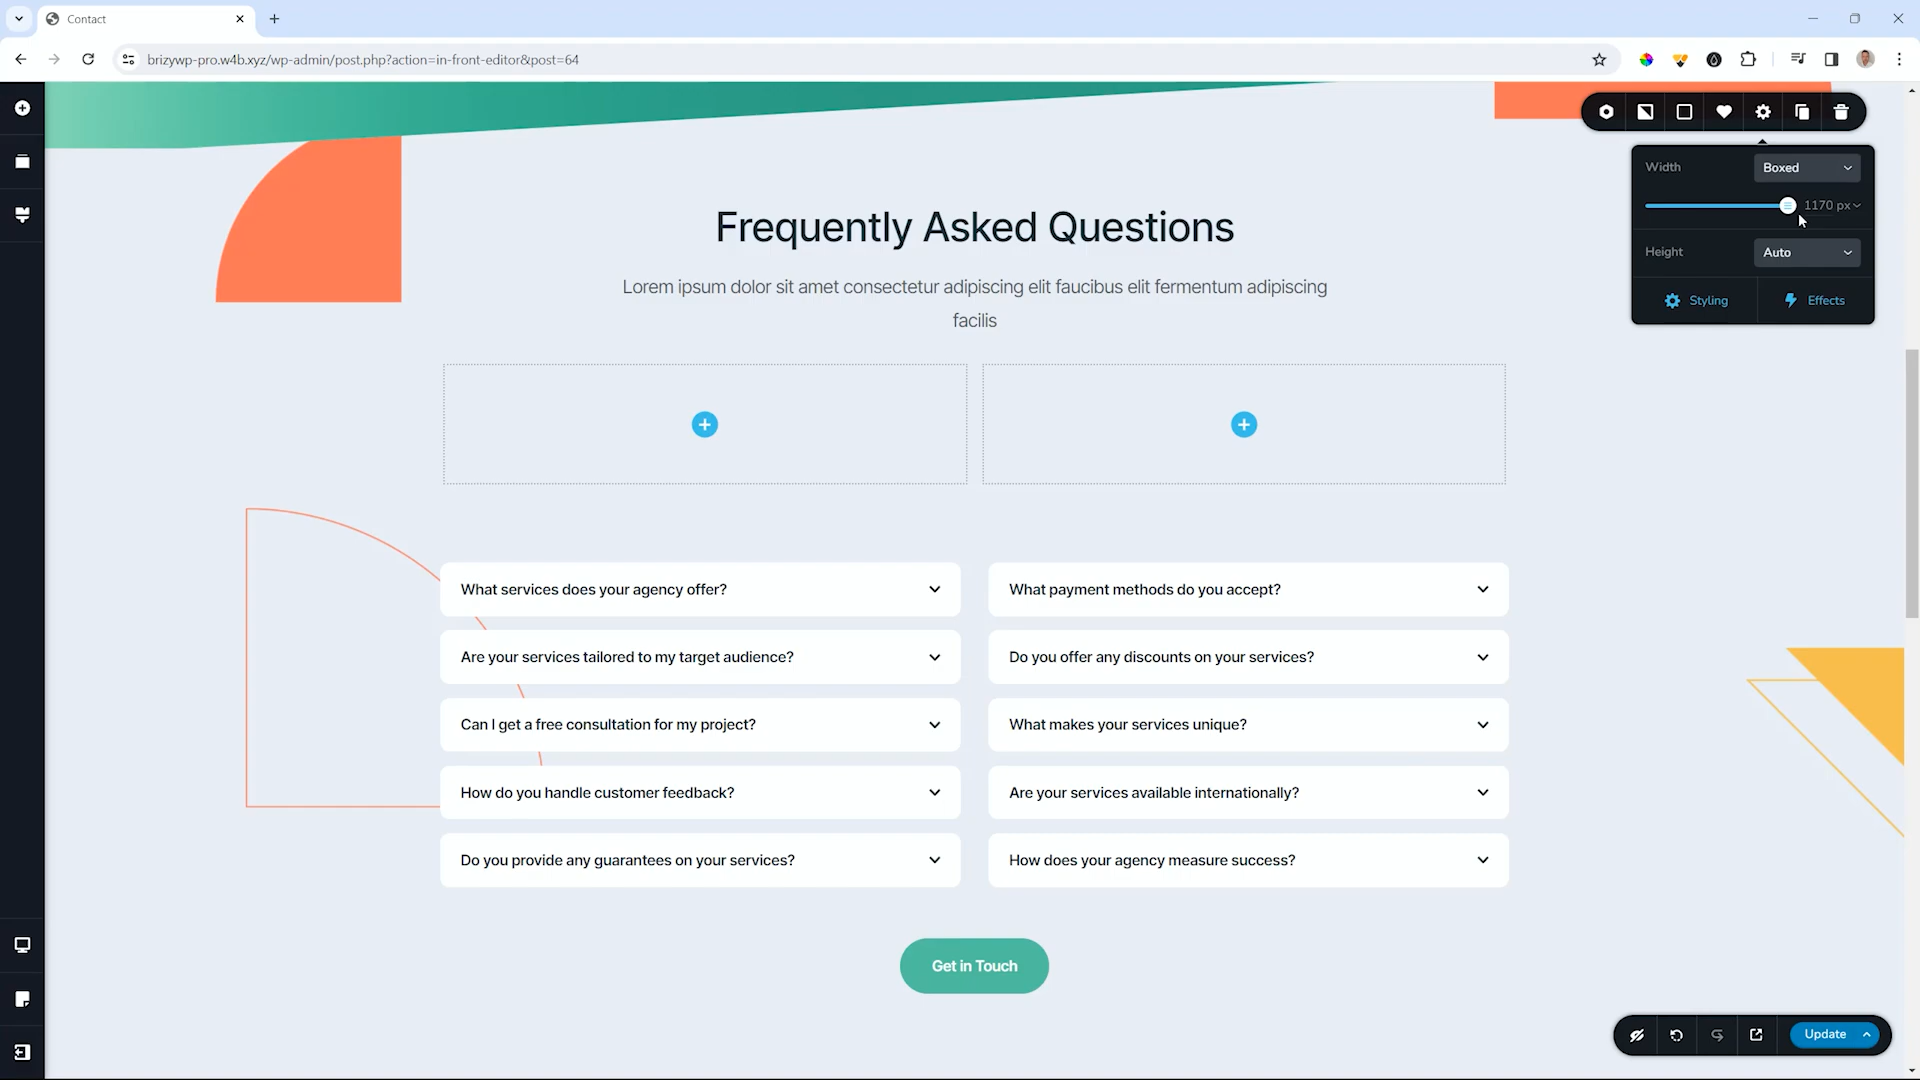 Contact
brizywp-pro.w4b.xyz/wp-admin/post.php?action=in-front-editor&post=64
Width
Boxed
1170 px
Height
Auto
Styling
Effects
Frequently Asked Questions
Lorem ipsum dolor sit amet consectetur adipiscing elit faucibus elit fermentum adipiscing
facilis
What services does your agency offer?
What payment methods do you accept?
Are your services tailored to my target audience?
Do you offer any discounts on your services?
Can I get a free consultation for my project?
What makes your services unique?
How do you handle customer feedback?
Are your services available internationally?
Do you provide any guarantees on your services?
How does your agency measure success?
Get in Touch
Update